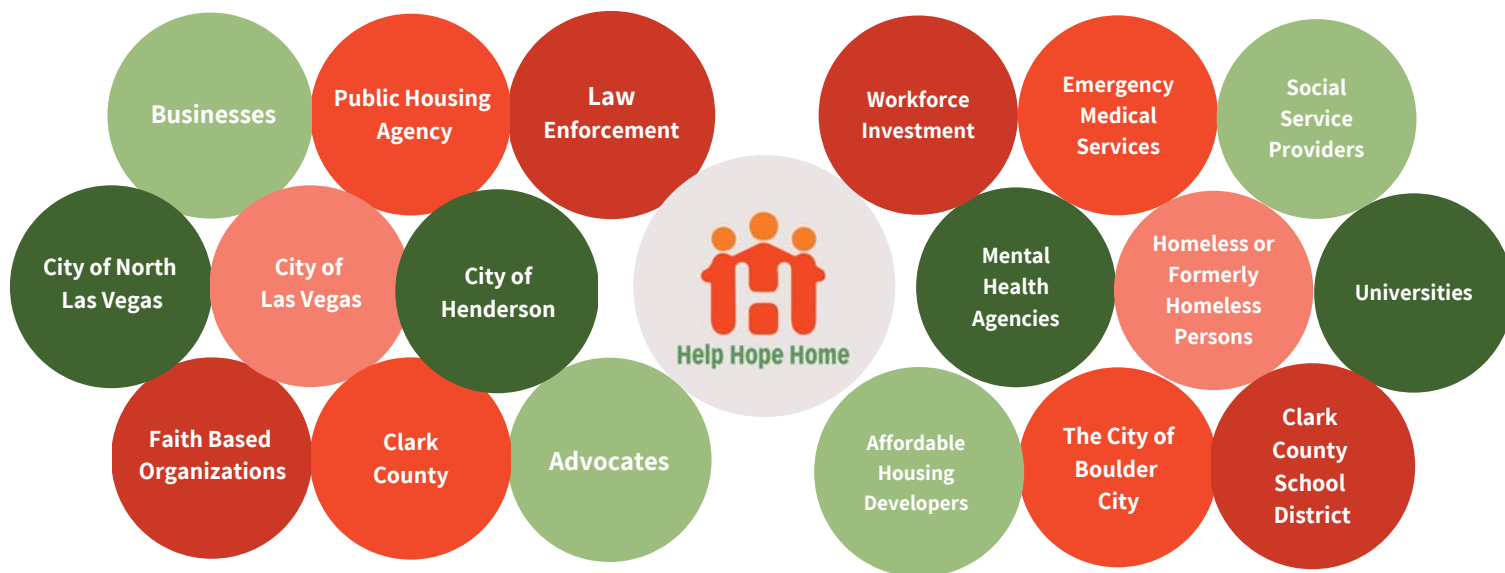 Businesses
Public Housing
Agency
Law
Enforcement
City of North
Las Vegas
City of
Las Vegas
City of
Henderson
Faith Based
Organizations
Clark
County
Advocates
Help Hope Home
Workforce
Investment
Emergency
Medical
Services
Social
Service
Providers
Mental
Health
Agencies
Homeless or
Formerly
Homeless
Persons
Universities
Affordable
Housing
Developers
The City of
Boulder
City
Clark
County
School
District